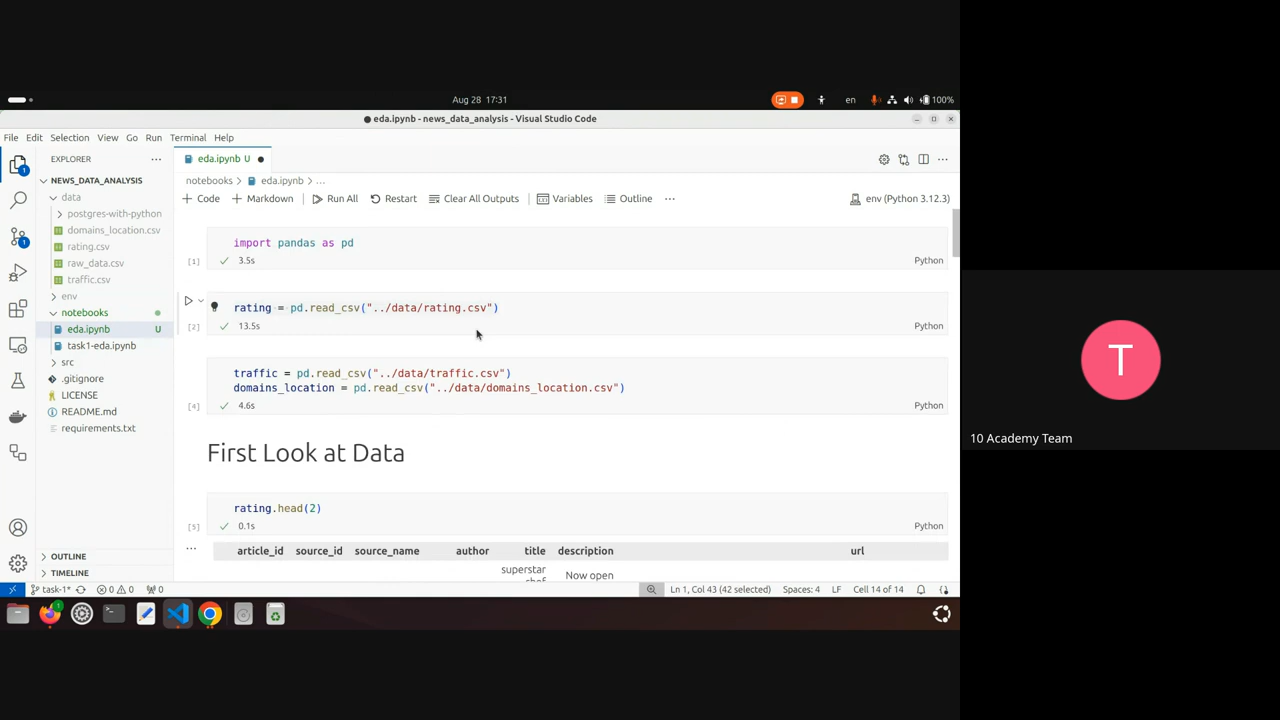 Aug 28 17:31
en
100%
eda.ipynb - news_data_analysis - Visual Studio Code
File Edit Selection View Go Run Terminal Help
EXPLORER
eda.ipynb U
NEWS_DATA_ANALYSIS
notebooks > eda.ipynb > ...
data
Code
Markdown
Run All
Restart
Clear All Outputs
Variables
Outline
env (Python 3.12.3)
postgres-with-python
domains_location.csv
rating.csv
raw_data.csv
traffic.csv
env
notebooks
eda.ipynb U
task1-eda.ipynb
src
.gitignore
LICENSE
README.md
requirements.txt
OUTLINE
TIMELINE
import pandas as pd
[1] 3.5s Python
rating = pd.read_csv("../data/rating.csv")
[2] 13.5s Python
traffic = pd.read_csv("../data/traffic.csv")
domains_location = pd.read_csv("../data/domains_location.csv")
[4] 4.6s Python
First Look at Data
rating.head(2)
[5] 0.1s Python
article_id source_id source_name author title description url
superstar
chef
Now open
task-1* 0 0 0 Ln 1, Col 43 (42 selected) Spaces: 4 LF Cell 14 of 14
T
10 Academy Team